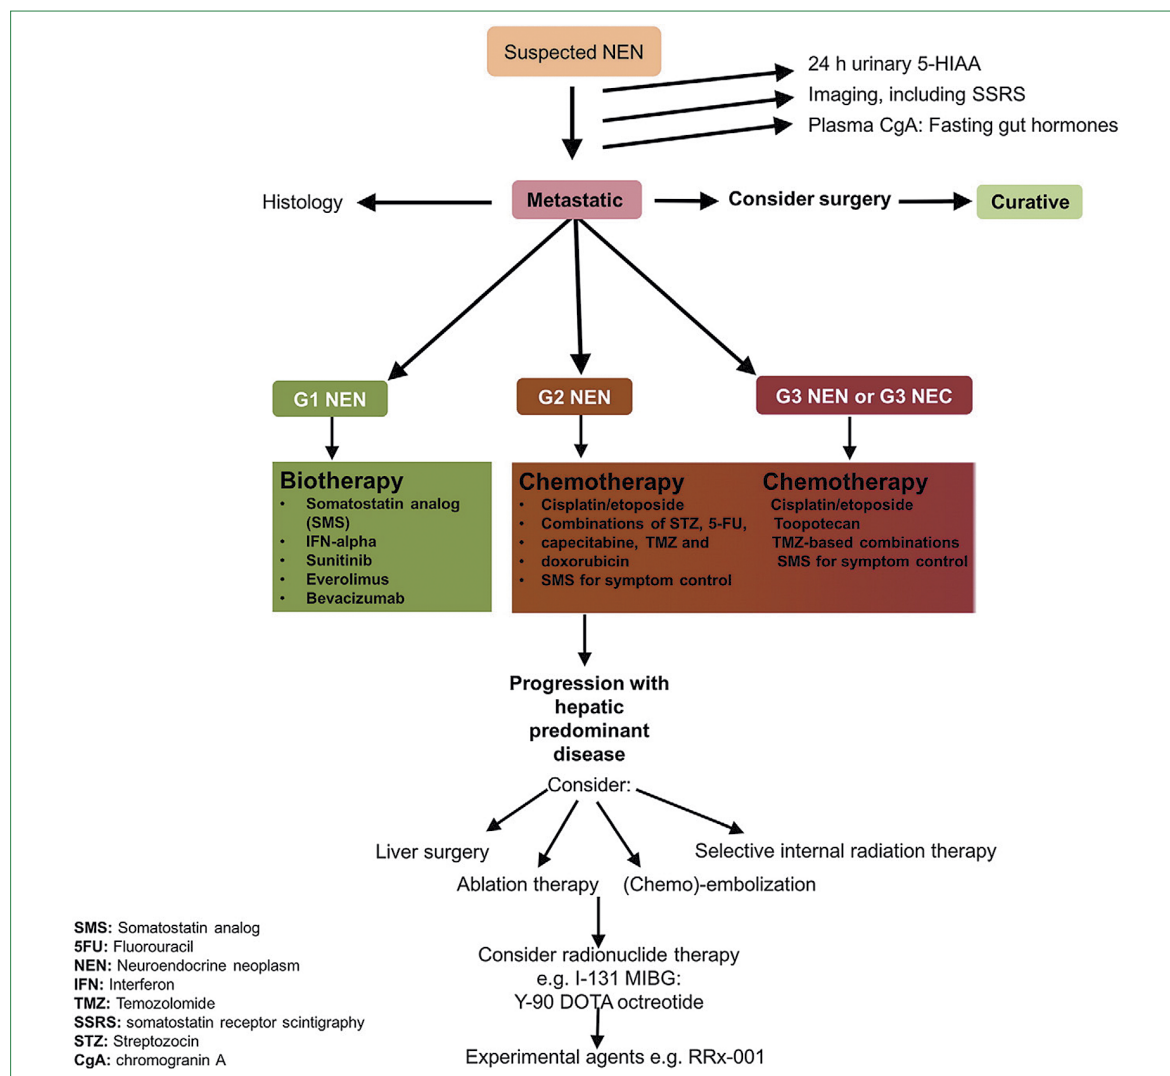 Suspected NEN
24 h urinary 5-HIAA
Imaging, including SSRS
Plasma CgA: Fasting gut hormones
Histology
Metastatic
Consider surgery
Curative
G1 NEN
G2 NEN
G3 NEN or G3 NEC
Biotherapy
• Somatostatin analog
(SMS)
• IFN-alpha
• Sunitinib
• Everolimus
• Bevacizumab
Chemotherapy
• Cisplatin/etoposide
• Combinations of STZ, 5-FU,
• capecitabine, TMZ and
• doxorubicin
• SMS for symptom control
Chemotherapy
Cisplatin/etoposide
Toopotecan
TMZ-based combinations
SMS for symptom control
Progression with
hepatic
predominant
disease
Consider:
Liver surgery
Ablation therapy
(Chemo)-embolization
Selective internal radiation therapy
Consider radionuclide therapy
e.g. I-131 MIBG:
Y-90 DOTA octreotide
Experimental agents e.g. RRx-001
SMS: Somatostatin analog
5FU: Fluorouracil
NEN: Neuroendocrine neoplasm
IFN: Interferon
TMZ: Temozolomide
SSRS: somatostatin receptor scintigraphy
STZ: Streptozocin
CgA: chromogranin A